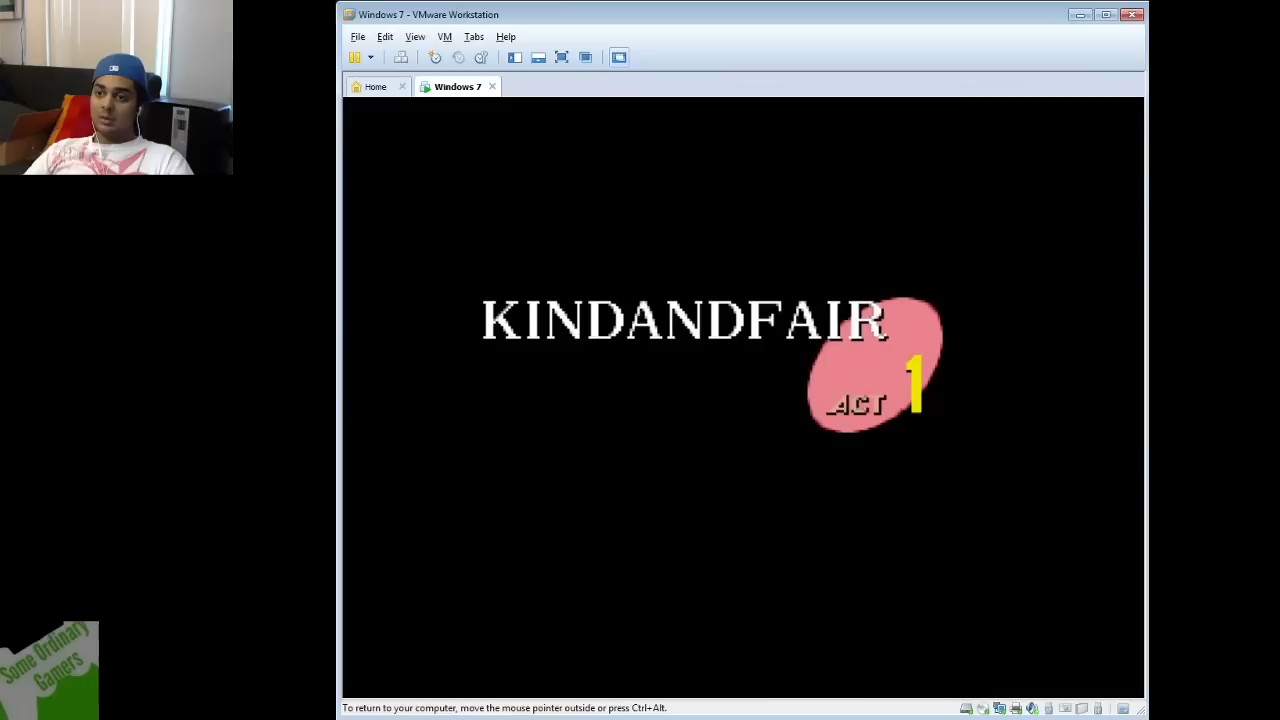 Windows 7 - VMware Workstation
File Edit View VM Tabs Help
Home Windows 7
KINDANDFAIR
ACT 1
Some Ordinary
Gamers
To return to your computer, move the mouse pointer outside or press Ctrl+Alt.